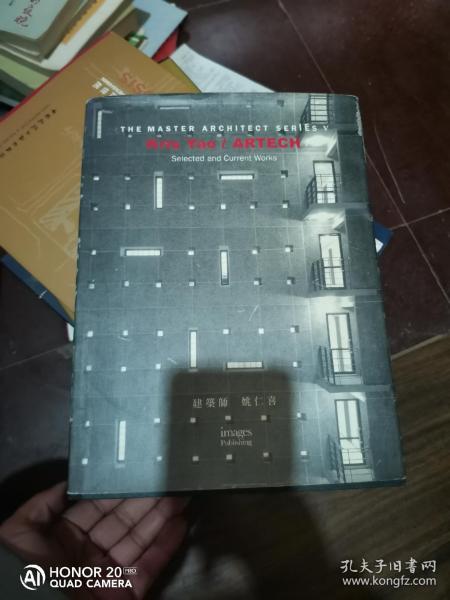 THE MASTER ARCHITECT SERIES V
Kris Yao / ARTECH
Selected and Current Works
建築師 姚仁喜
images
Publishing
HONOR 20 PRO
AI QUAD CAMERA
孔夫子旧书网
www.kongfz.com